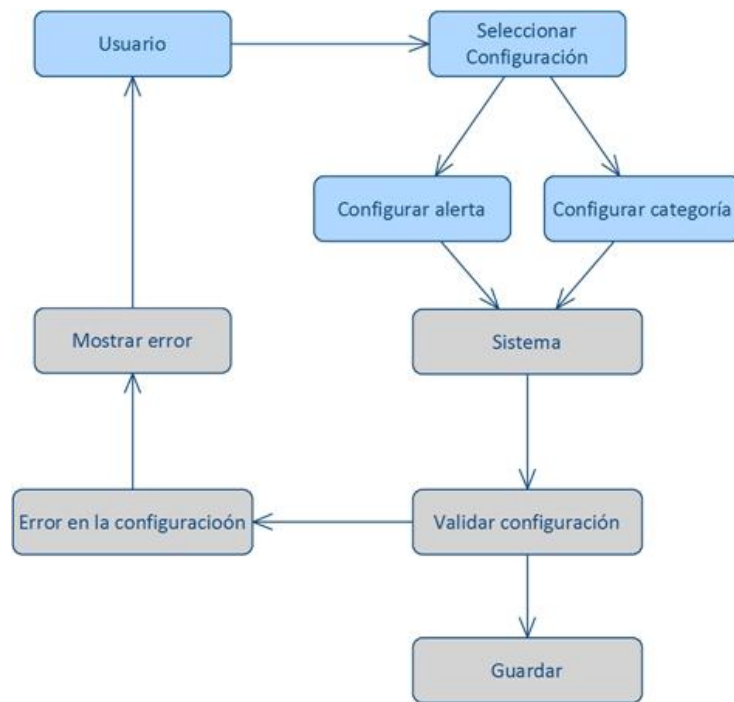 Usuario
Seleccionar
Configuración
Configurar alerta
Configurar categoría
Mostrar error
Sistema
Error en la configuracioón
Validar configuración
Guardar